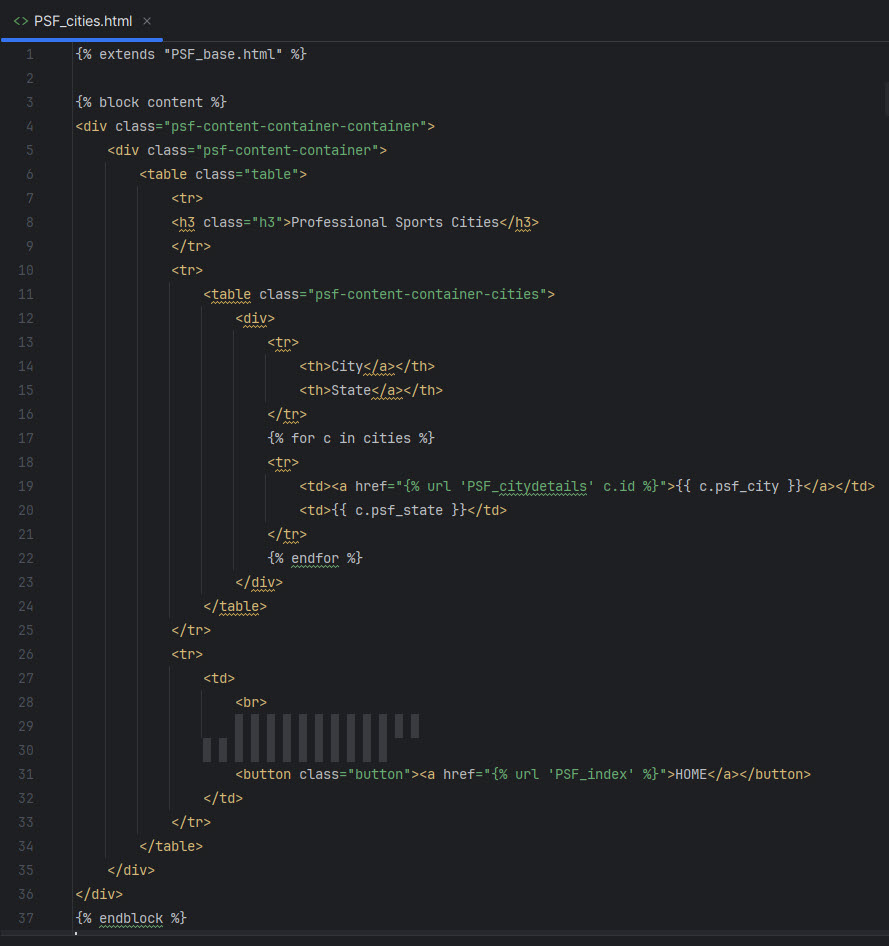 PSF_cities.html
1 {% extends "PSF_base.html" %}
2
3 {% block content %}
4 <div class="psf-content-container-container">
5 <div class="psf-content-container">
6 <table class="table">
7 <tr>
8 <h3 class="h3">Professional Sports Cities</h3>
9 </tr>
10 <tr>
11 <table class="psf-content-container-cities">
12 <div>
13 <tr>
14 <th>City</a></th>
15 <th>State</a></th>
16 </tr>
17 {% for c in cities %}
18 <tr>
19 <td><a href="{% url 'PSF_citydetails' c.id %}">{{ c.psf_city }}</a></td>
20 <td>{{ c.psf_state }}</td>
21 </tr>
22 {% endfor %}
23 </div>
24 </table>
25 </tr>
26 <tr>
27 <td>
28 <br>
29
30
31 <button class="button"><a href="{% url 'PSF_index' %}">HOME</a></button>
32 </td>
33 </tr>
34 </table>
35 </div>
36 </div>
37 {% endblock %}